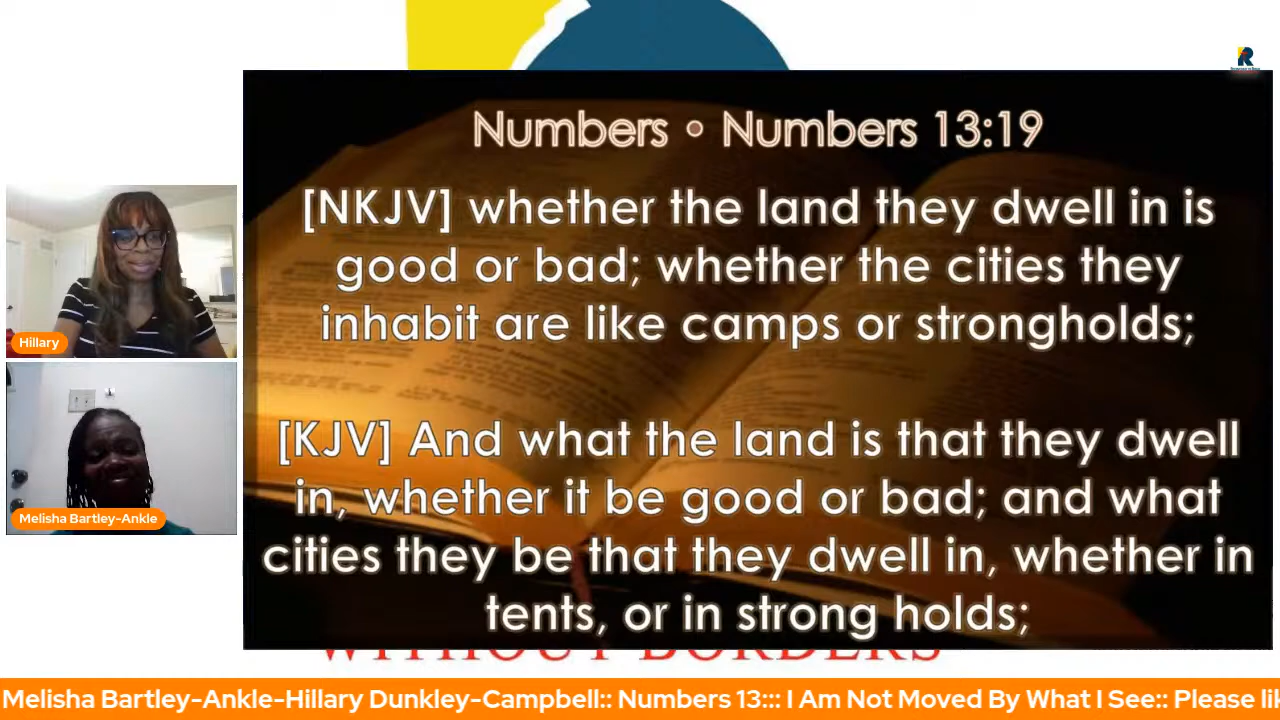 Numbers • Numbers 13:19
[NKJV] whether the land they dwell in is
good or bad; whether the cities they
inhabit are like camps or strongholds;
[KJV] And what the land is that they dwell
in, whether it be good or bad; and what
cities they be that they dwell in, whether in
tents, or in strong holds;
Hillary
Melisha Bartley-Ankle
WITHOUT BORDERS
Melisha Bartley-Ankle-Hillary Dunkley-Campbell:: Numbers 13::: I Am Not Moved By What I See:: Please li